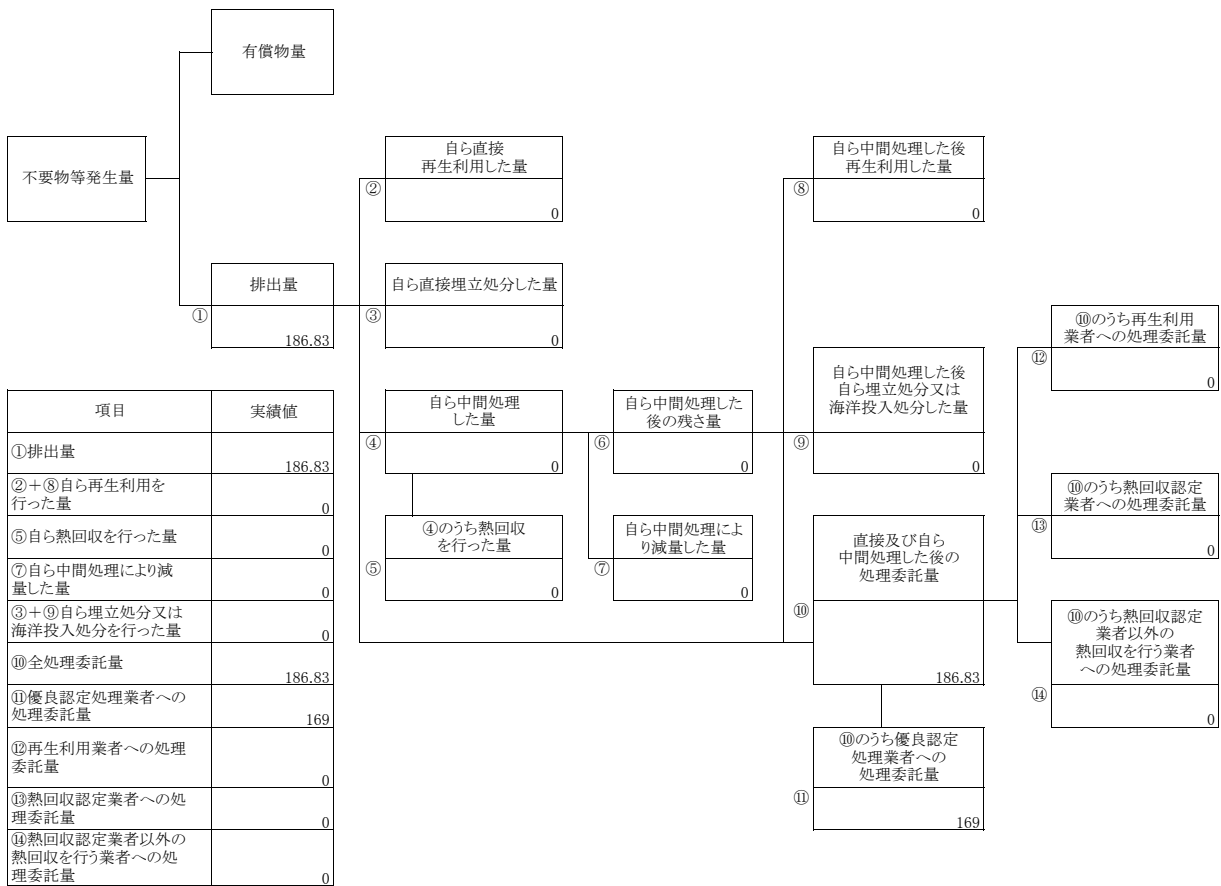 有償物量
不要物等発生量
自ら直接
再生利用した量
②
0
自ら中間処理した後
再生利用した量
⑧
0
排出量
①
186.83
自ら直接埋立処分した量
③
0
⑩のうち再生利用
業者への処理委託量
⑫
0
自ら中間処理
した量
④
0
自ら中間処理した
後の残さ量
⑥
0
自ら中間処理した後
自ら埋立処分又は
海洋投入処分した量
⑨
0
⑩のうち熱回収認定
業者への処理委託量
⑬
0
④のうち熱回収
を行った量
⑤
0
自ら中間処理によ
り減量した量
⑦
0
直接及び自ら
中間処理した後の
処理委託量
⑩
186.83
⑩のうち熱回収認定
業者以外の
熱回収を行う業者
への処理委託量
⑭
0
⑩のうち優良認定
処理業者への
処理委託量
⑪
169
項目 実績値
①排出量
186.83
②+⑧自ら再生利用を
行った量
0
⑤自ら熱回収を行った量
0
⑦自ら中間処理により減
量した量
0
③+⑨自ら埋立処分又は
海洋投入処分を行った量
0
⑩全処理委託量
186.83
⑪優良認定処理業者への
処理委託量
169
⑫再生利用業者への処理
委託量
0
⑬熱回収認定業者への処
理委託量
0
⑭熱回収認定業者以外の
熱回収を行う業者への処
理委託量
0